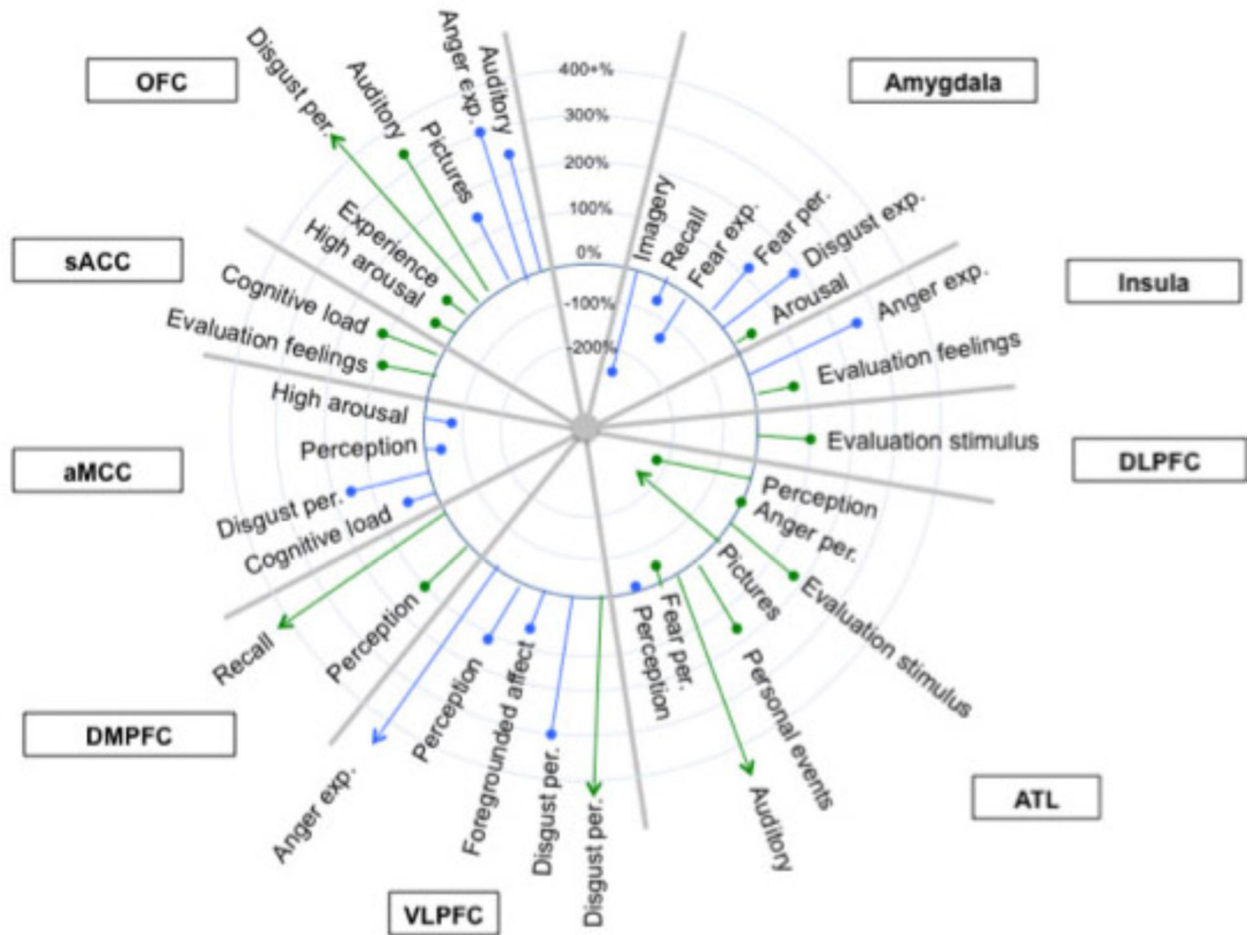 OFC
Disgust per.
Auditory
Pictures
Anger exp.
Auditory
Experience
High arousal
400+%
300%
200%
100%
0%
-100%
-200%
Amygdala
Imagery
Recall
Fear exp.
Fear per.
Disgust exp.
Arousal
Insula
Anger exp.
Evaluation feelings
DLPFC
Evaluation stimulus
ATL
Perception
Anger per.
Evaluation stimulus
Pictures
Personal events
Auditory
Fear per.
Perception
VLPFC
Disgust per.
Disgust per.
Foregrounded affect
Perception
Anger exp.
DMPFC
Perception
Recall
aMCC
Cognitive load
Disgust per.
Perception
High arousal
sACC
Evaluation feelings
Cognitive load